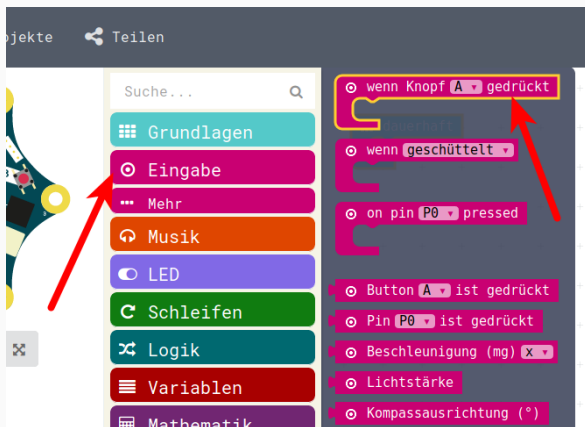 ojekte
Teilen
Suche...
Grundlagen
Eingabe
Mehr
Musik
LED
Schleifen
Logik
Variablen
Mathematik
wenn Knopf A gedrückt
wenn geschüttelt
on pin P0 pressed
Button A ist gedrückt
Pin P0 ist gedrückt
Beschleunigung (mg) x
Lichtstärke
Kompassausrichtung (°)